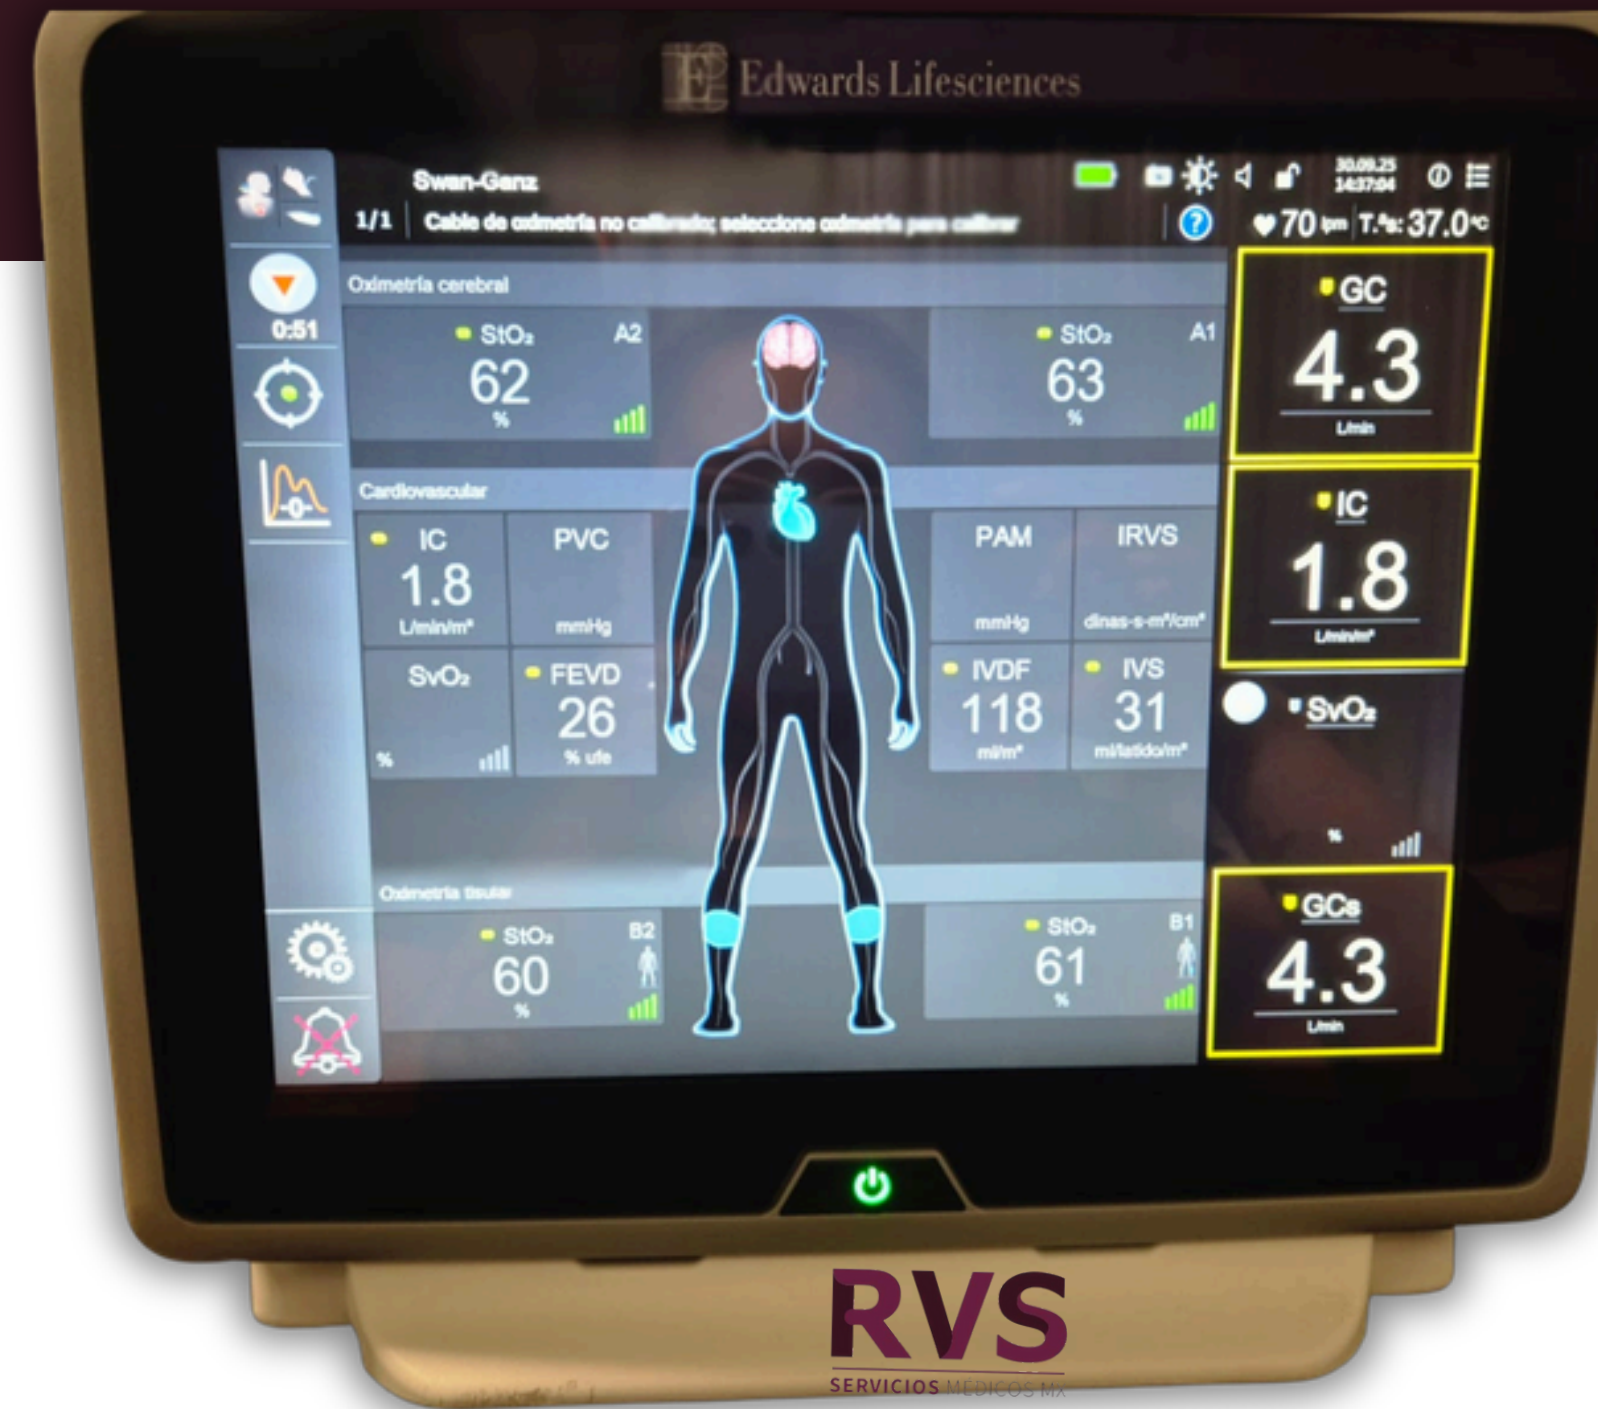 Edwards Lifesciences
Swan-Ganz
30.09.25
14:37:04
1/1
Cable de oximetría no calibrado; seleccione oximetría para calibrar
?
70 lpm
T.ªs: 37.0 ºC
0:51
-0-
Oximetría cerebral
StO₂ A2
62
%
StO₂ A1
63
%
Cardiovascular
IC
1.8
L/min/m²
PVC
mmHg
PAM
mmHg
IRVS
dinas-s-m²/cm⁵
SvO₂
%
FEVD
26
% ufe
IVDF
118
ml/m²
IVS
31
ml/latido/m²
Oximetría tisular
StO₂ B2
60
%
StO₂ B1
61
%
GC
4.3
L/min
IC
1.8
L/min/m²
SvO₂
%
GCs
4.3
L/min
RVS
SERVICIOS MÉDICOS MX